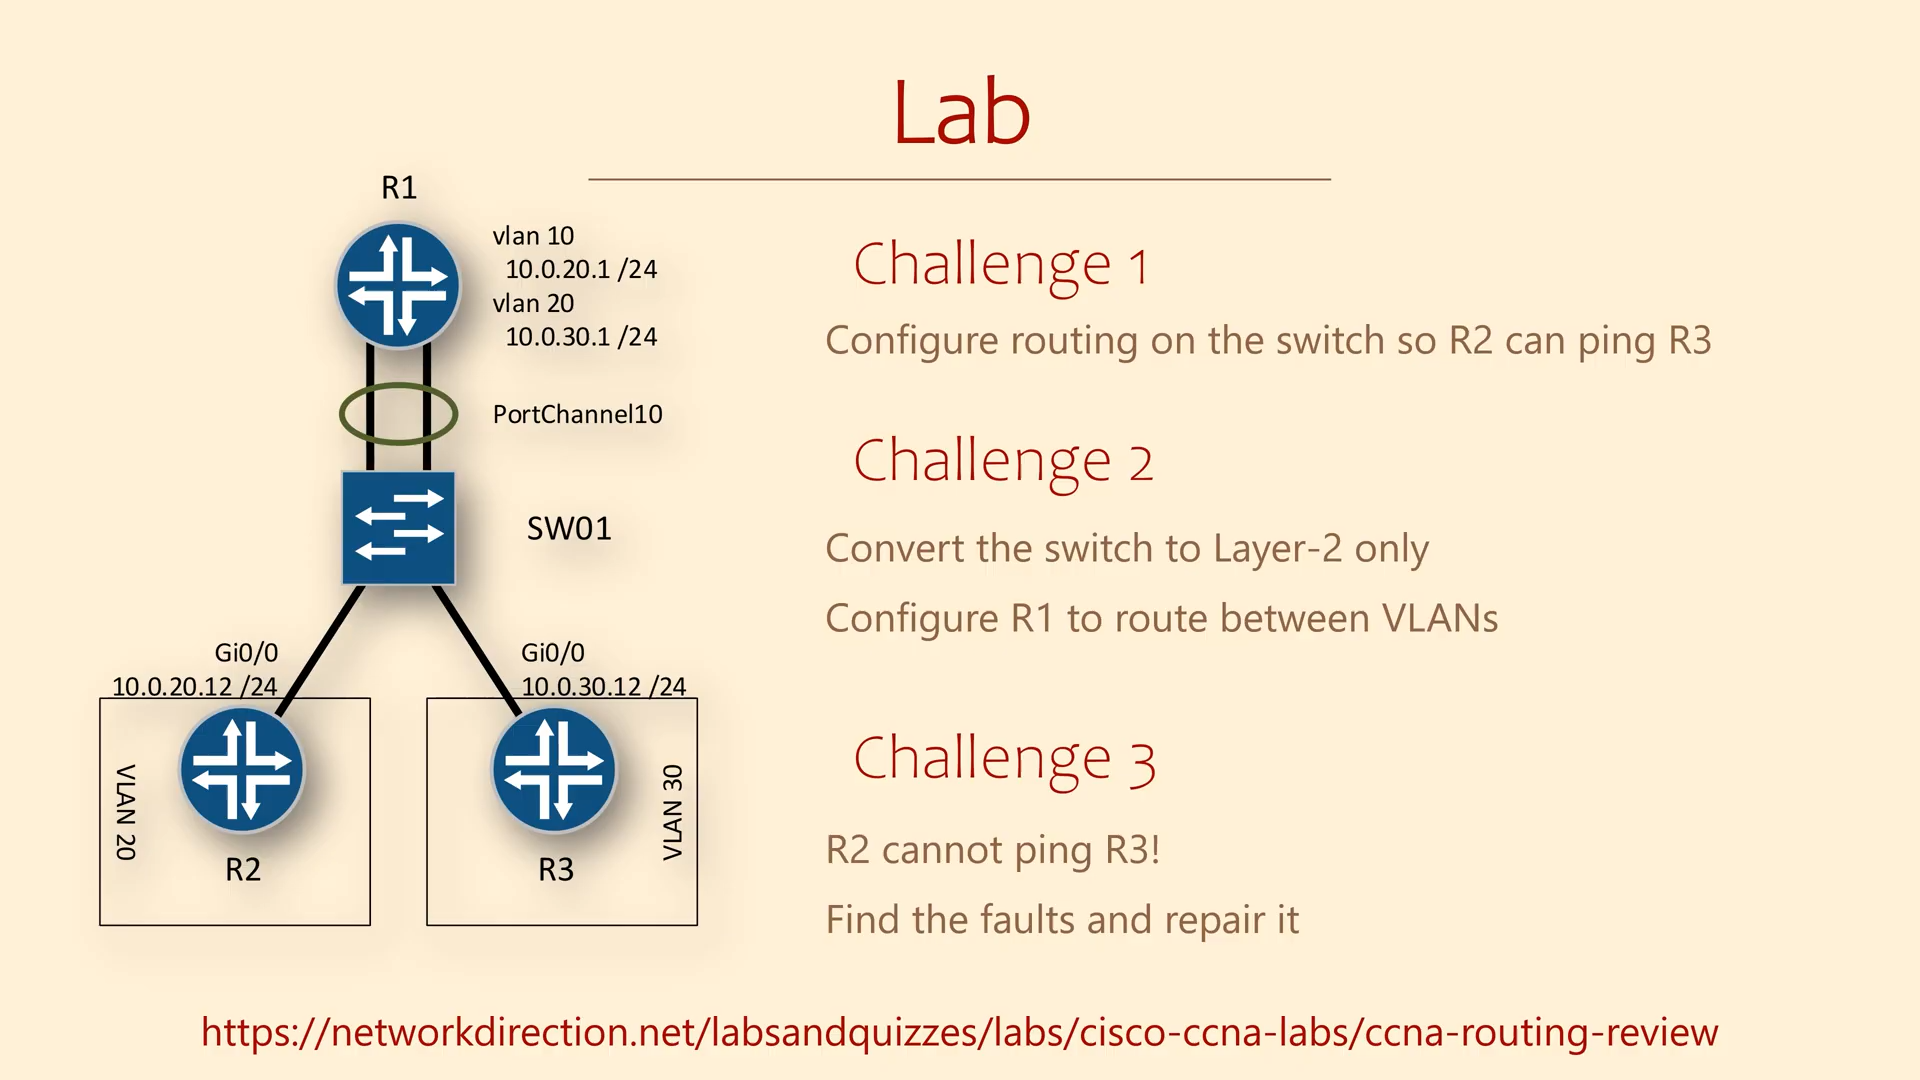 Lab
R1
vlan 10
10.0.20.1 /24
vlan 20
10.0.30.1 /24
PortChannel10
SW01
Gi0/0
10.0.20.12 /24
Gi0/0
10.0.30.12 /24
VLAN 20
R2
VLAN 30
R3
Challenge 1
Configure routing on the switch so R2 can ping R3
Challenge 2
Convert the switch to Layer-2 only
Configure R1 to route between VLANs
Challenge 3
R2 cannot ping R3!
Find the faults and repair it
https://networkdirection.net/labsandquizzes/labs/cisco-ccna-labs/ccna-routing-review